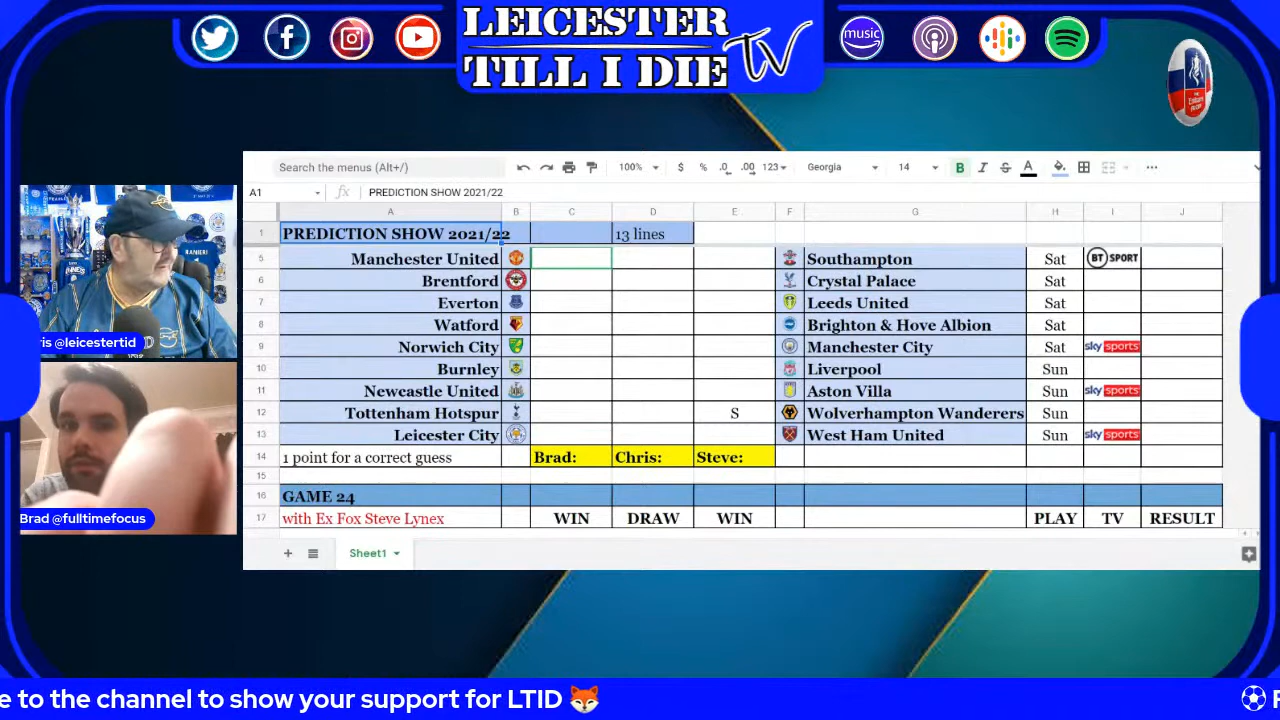 LEICESTER
TILL I DIE TV
music
Search the menus (Alt+/)
100%
$
%
.0
.00
123
Georgia
14
B
I
S
A
A1
fx
PREDICTION SHOW 2021/22
A B C D E F G H I J
1 PREDICTION SHOW 2021/22 13 lines
5 Manchester United Southampton Sat BT SPORT
6 Brentford Crystal Palace Sat
7 Everton Leeds United Sat
8 Watford Brighton & Hove Albion Sat
9 Norwich City Manchester City Sat sky sports
10 Burnley Liverpool Sun
11 Newcastle United Aston Villa Sun sky sports
12 Tottenham Hotspur S Wolverhampton Wanderers Sun
13 Leicester City West Ham United Sun sky sports
14 1 point for a correct guess Brad: Chris: Steve:
15
16 GAME 24
17 with Ex Fox Steve Lynex WIN DRAW WIN PLAY TV RESULT
Sheet1
RANIERI
ris @leicestertid
Brad @fulltimefocus
e to the channel to show your support for LTID 🦊